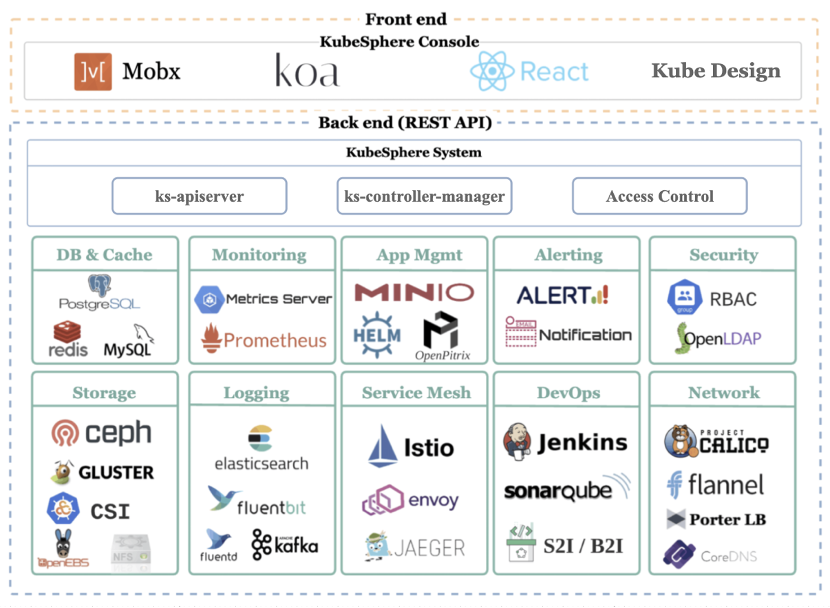 Front end
KubeSphere Console
]v[ Mobx
koa
React
Kube Design
Back end (REST API)
KubeSphere System
ks-apiserver
ks-controller-manager
Access Control
DB & Cache
PostgreSQL
redis
MySQL
Monitoring
Metrics Server
Prometheus
App Mgmt
MINIO
HELM
OpenPitrix
Alerting
ALERT
EMAIL
Notification
Security
group
RBAC
OpenLDAP
Storage
ceph
GLUSTER
CSI
OpenEBS
NFS
Logging
elasticsearch
fluentbit
fluentd
APACHE
kafka
Service Mesh
Istio
envoy
JAEGER
DevOps
Jenkins
sonarqube
</>
S2I / B2I
Network
PROJECT
CALICO
flannel
Porter LB
CoreDNS